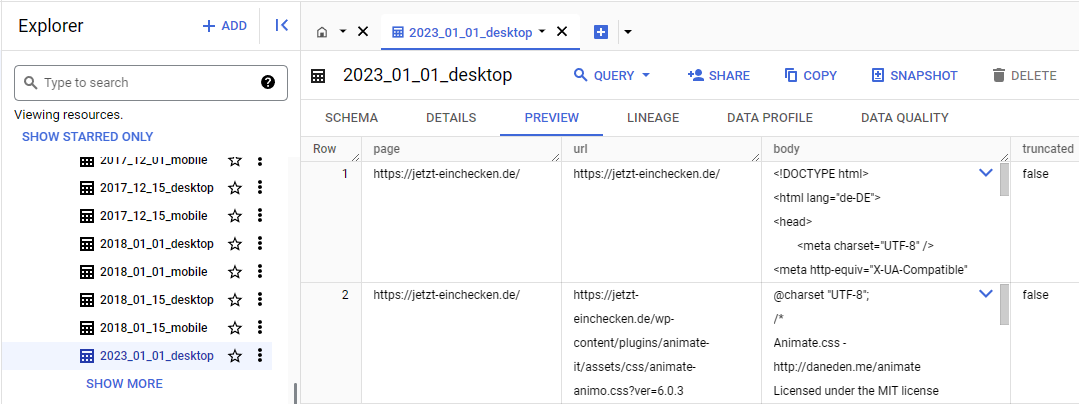 Explorer
+ ADD
Type to search
Viewing resources.
SHOW STARRED ONLY
2017_12_01_mobile
2017_12_15_desktop
2017_12_15_mobile
2018_01_01_desktop
2018_01_01_mobile
2018_01_15_desktop
2018_01_15_mobile
2023_01_01_desktop
SHOW MORE
2023_01_01_desktop
2023_01_01_desktop
QUERY
SHARE
COPY
SNAPSHOT
DELETE
SCHEMA
DETAILS
PREVIEW
LINEAGE
DATA PROFILE
DATA QUALITY
Row
page
url
body
truncated
1
https://jetzt-einchecken.de/
https://jetzt-einchecken.de/
<!DOCTYPE html>
<html lang="de-DE">
<head>
<meta charset="UTF-8" />
<meta http-equiv="X-UA-Compatible"
false
2
https://jetzt-einchecken.de/
https://jetzt-
einchecken.de/wp-
content/plugins/animate-
it/assets/css/animate-
animo.css?ver=6.0.3
@charset "UTF-8";
/*
Animate.css -
http://daneden.me/animate
Licensed under the MIT license
false